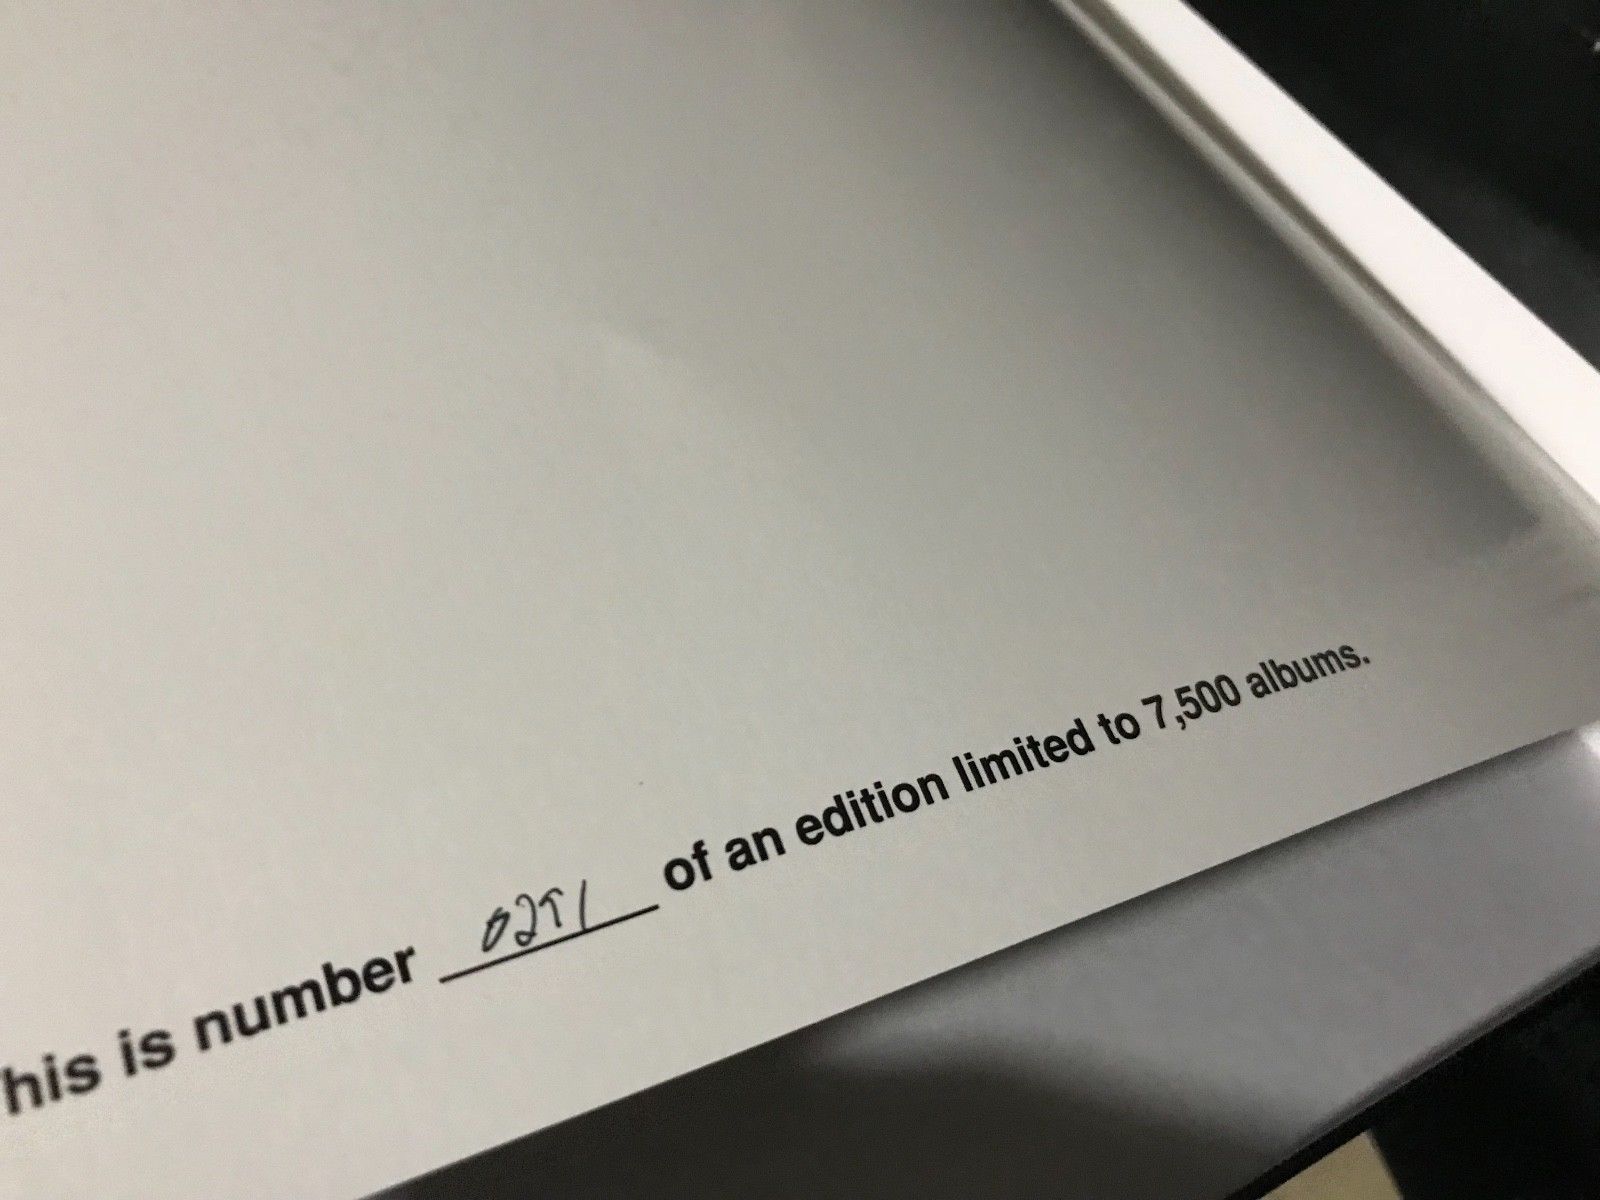 his is number of an edition limited to 7,500 albums.